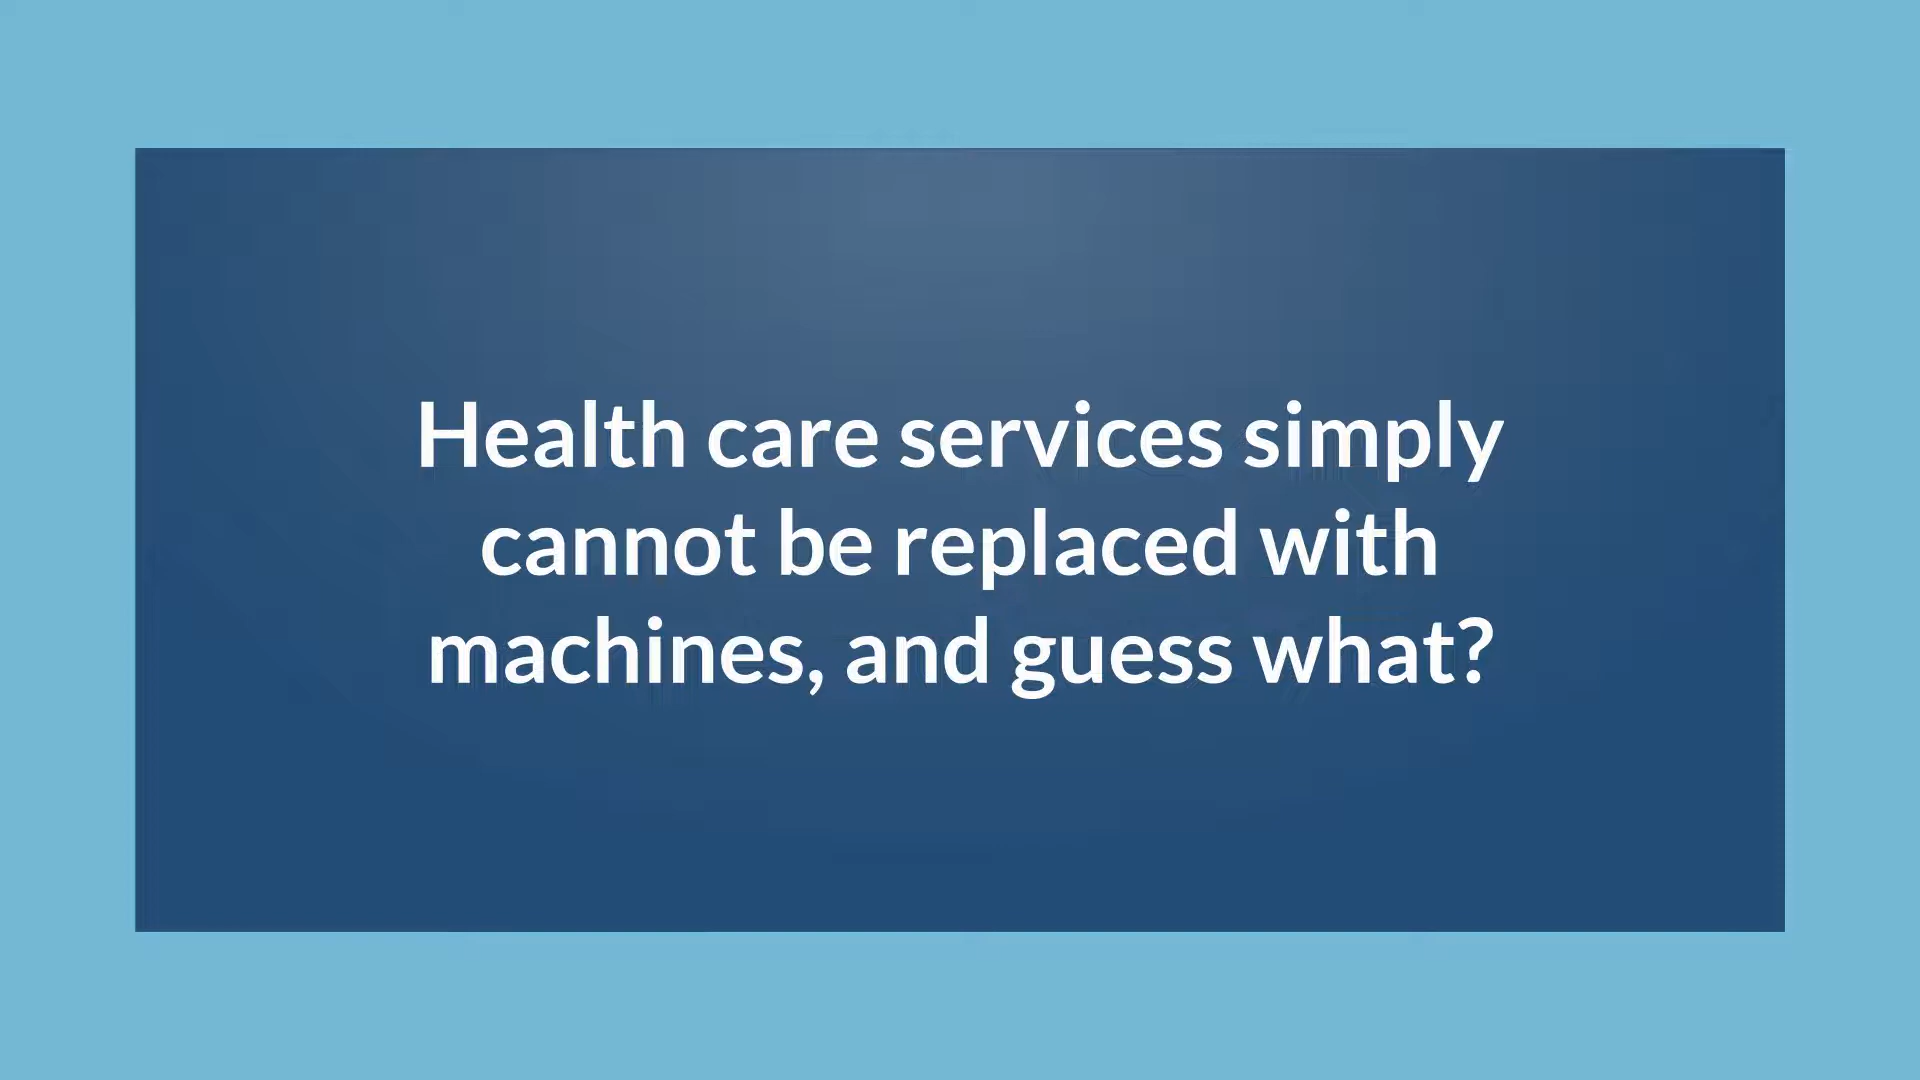 Health care services simply
cannot be replaced with
machines, and guess what?